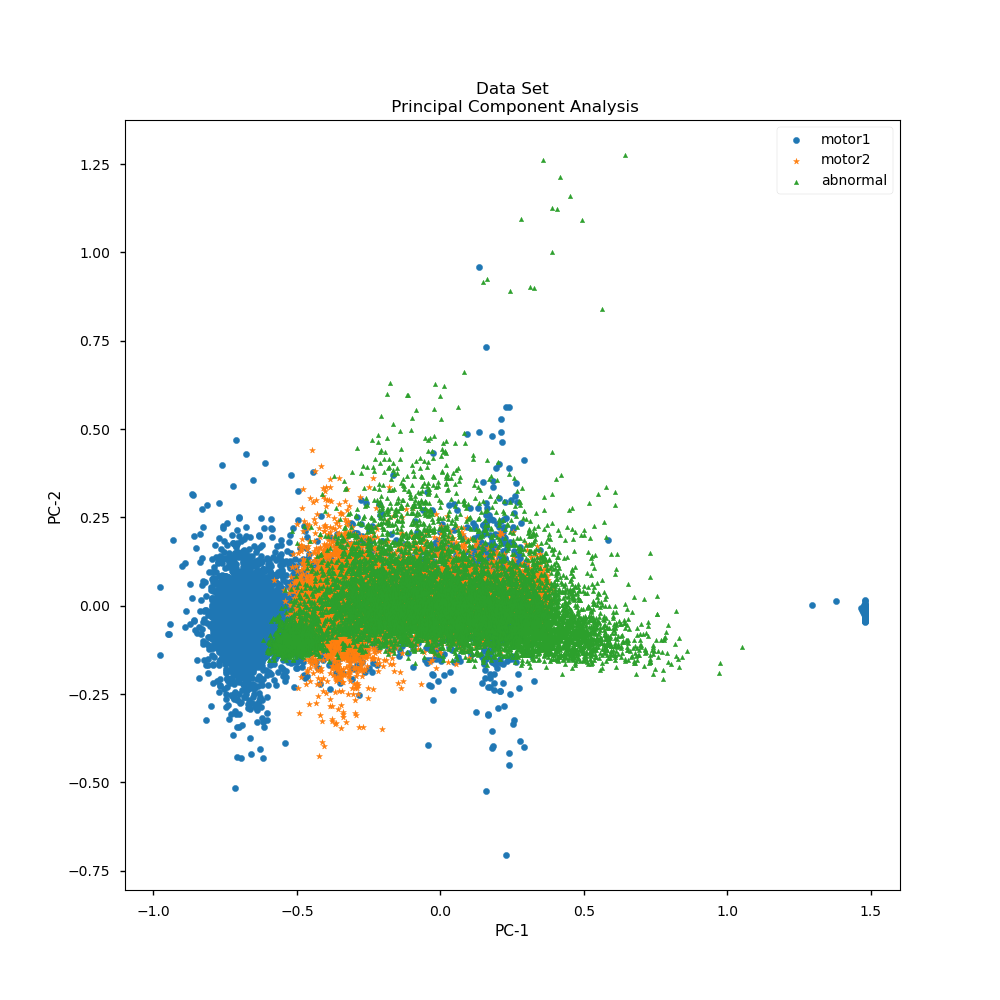 Data Set
Principal Component Analysis
motor1
motor2
abnormal
1.25
1.00
0.75
0.50
0.25
0.00
−0.25
−0.50
−0.75
PC-2
−1.0
−0.5
0.0
0.5
1.0
1.5
PC-1